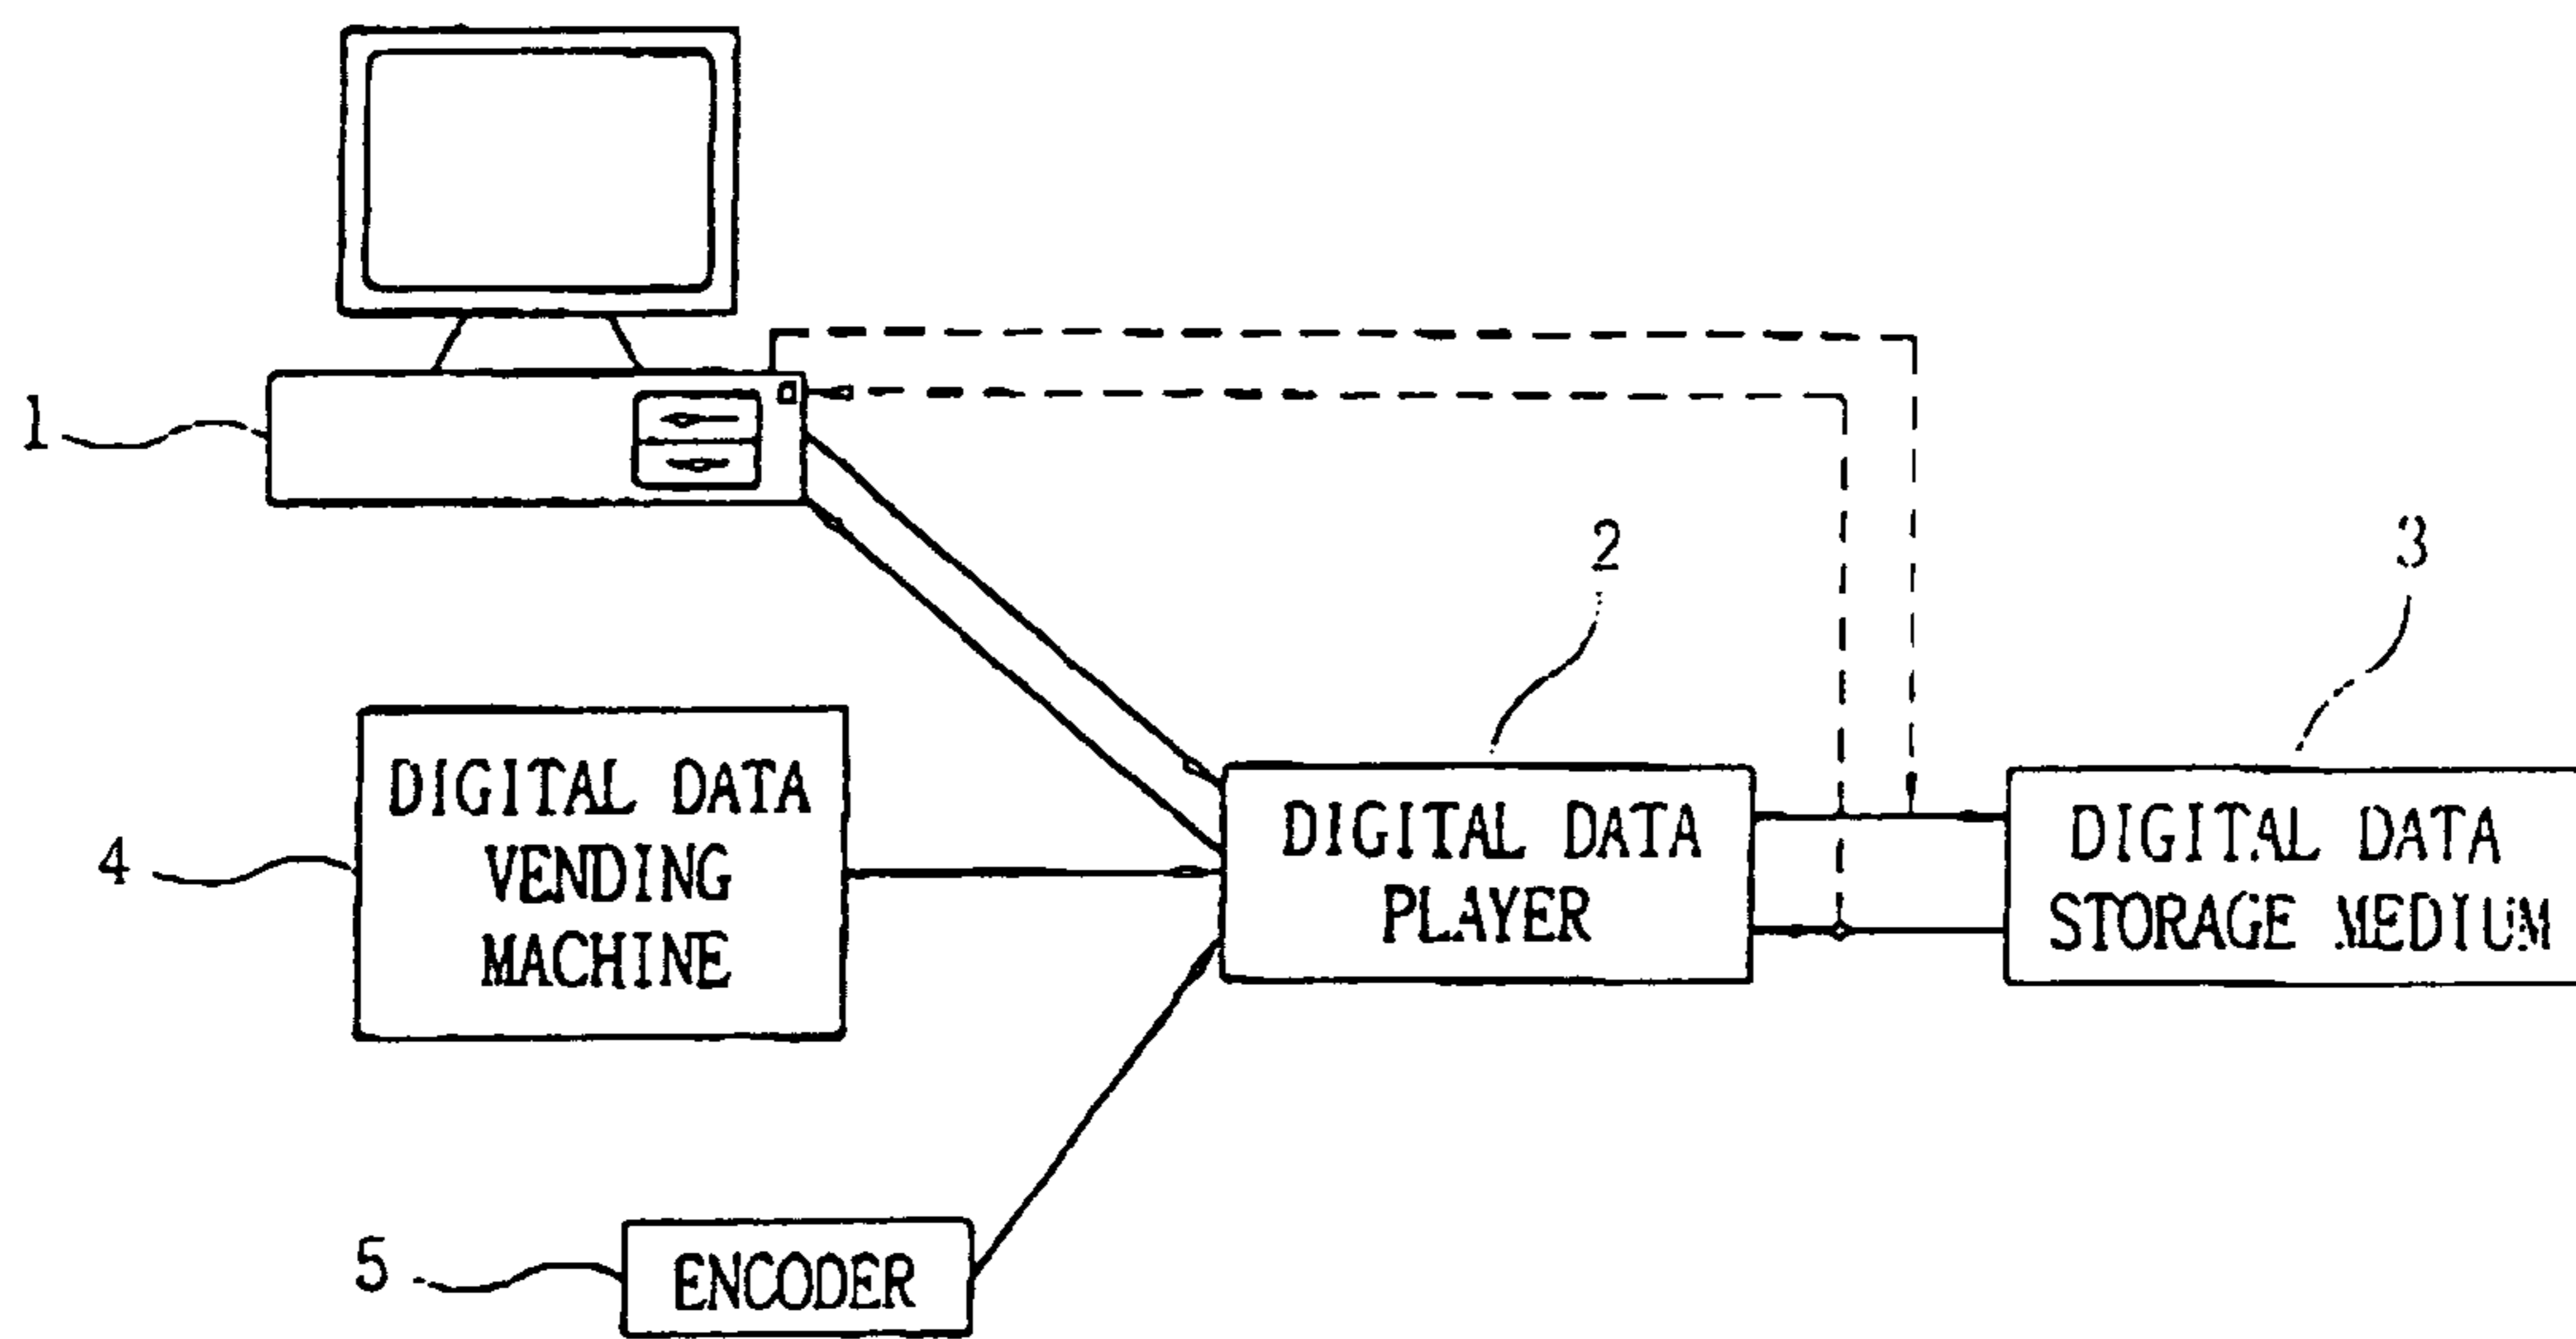 1
2
3
4
DIGITAL DATA
VENDING
MACHINE
DIGITAL DATA
PLAYER
DIGITAL DATA
STORAGE MEDIUM
5
ENCODER